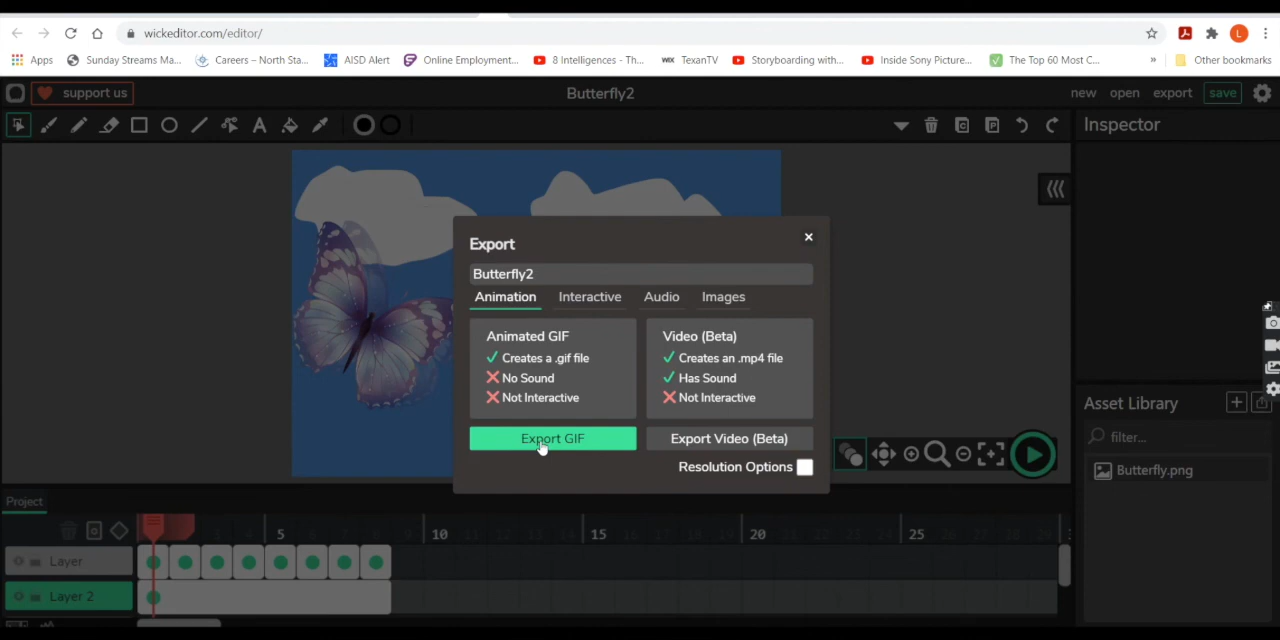 wickeditor.com/editor/
Apps Sunday Streams Ma... Careers – North Sta... AISD Alert Online Employment... 8 Intelligences - Th... WIX TexanTV Storyboarding with... Inside Sony Picture... The Top 60 Most C... » Other bookmarks
support us Butterfly2 new open export save
Inspector
Export
Butterfly2
Animation Interactive Audio Images
Animated GIF Video (Beta)
Creates a .gif file Creates an .mp4 file
No Sound Has Sound
Not Interactive Not Interactive
Export GIF Export Video (Beta)
Resolution Options
Asset Library
filter...
Butterfly.png
Project
5 10 15 20 25
Layer
Layer 2